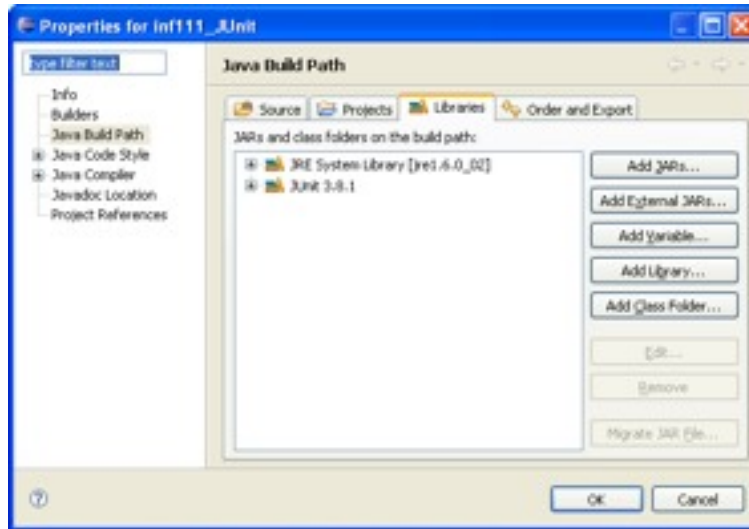 Properties for inf111_JUnit
type filter text
Info
Builders
Java Build Path
Java Code Style
Java Compiler
Javadoc Location
Project References
Java Build Path
Source Projects Libraries Order and Export
JARs and class folders on the build path:
JRE System Library [jre1.6.0_02]
JUnit 3.8.1
Add JARs...
Add External JARs...
Add Variable...
Add Library...
Add Class Folder...
Edit...
Remove
Migrate JAR File...
OK Cancel